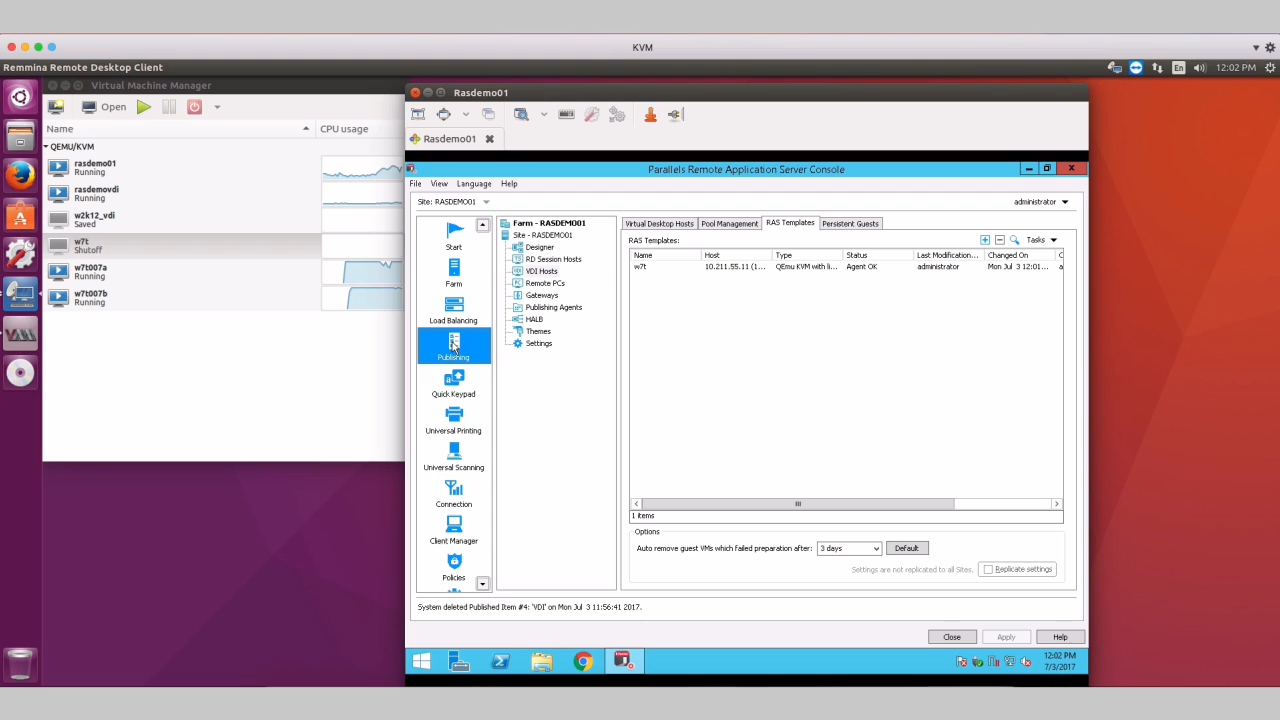 KVM
Remmina Remote Desktop Client
En
12:02 PM
Virtual Machine Manager
Open
Name
CPU usage
QEMU/KVM
rasdemo01
Running
rasdemovdi
Running
w2k12_vdi
Saved
w7t
Shutoff
w7t007a
Running
w7t007b
Running
Rasdemo01
Rasdemo01
Parallels Remote Application Server Console
File View Language Help
Site: RASDEMO01
administrator
Start
Farm
Load Balancing
Publishing
Quick Keypad
Universal Printing
Universal Scanning
Connection
Client Manager
Policies
Farm - RASDEMO01
Site - RASDEMO01
Designer
RD Session Hosts
VDI Hosts
Remote PCs
Gateways
Publishing Agents
HALB
Themes
Settings
Virtual Desktop Hosts Pool Management RAS Templates Persistent Guests
RAS Templates:
Tasks
Name Host Type Status Last Modification... Changed On C
w7t 10.211.55.11 (1... QEmu KVM with li... Agent OK administrator Mon Jul 3 12:01... a
1 items
Options
Auto remove guest VMs which failed preparation after: 3 days Default
Settings are not replicated to all Sites. Replicate settings
System deleted Published Item #4: 'VDI' on Mon Jul 3 11:56:41 2017.
Close Apply Help
12:02 PM
7/3/2017